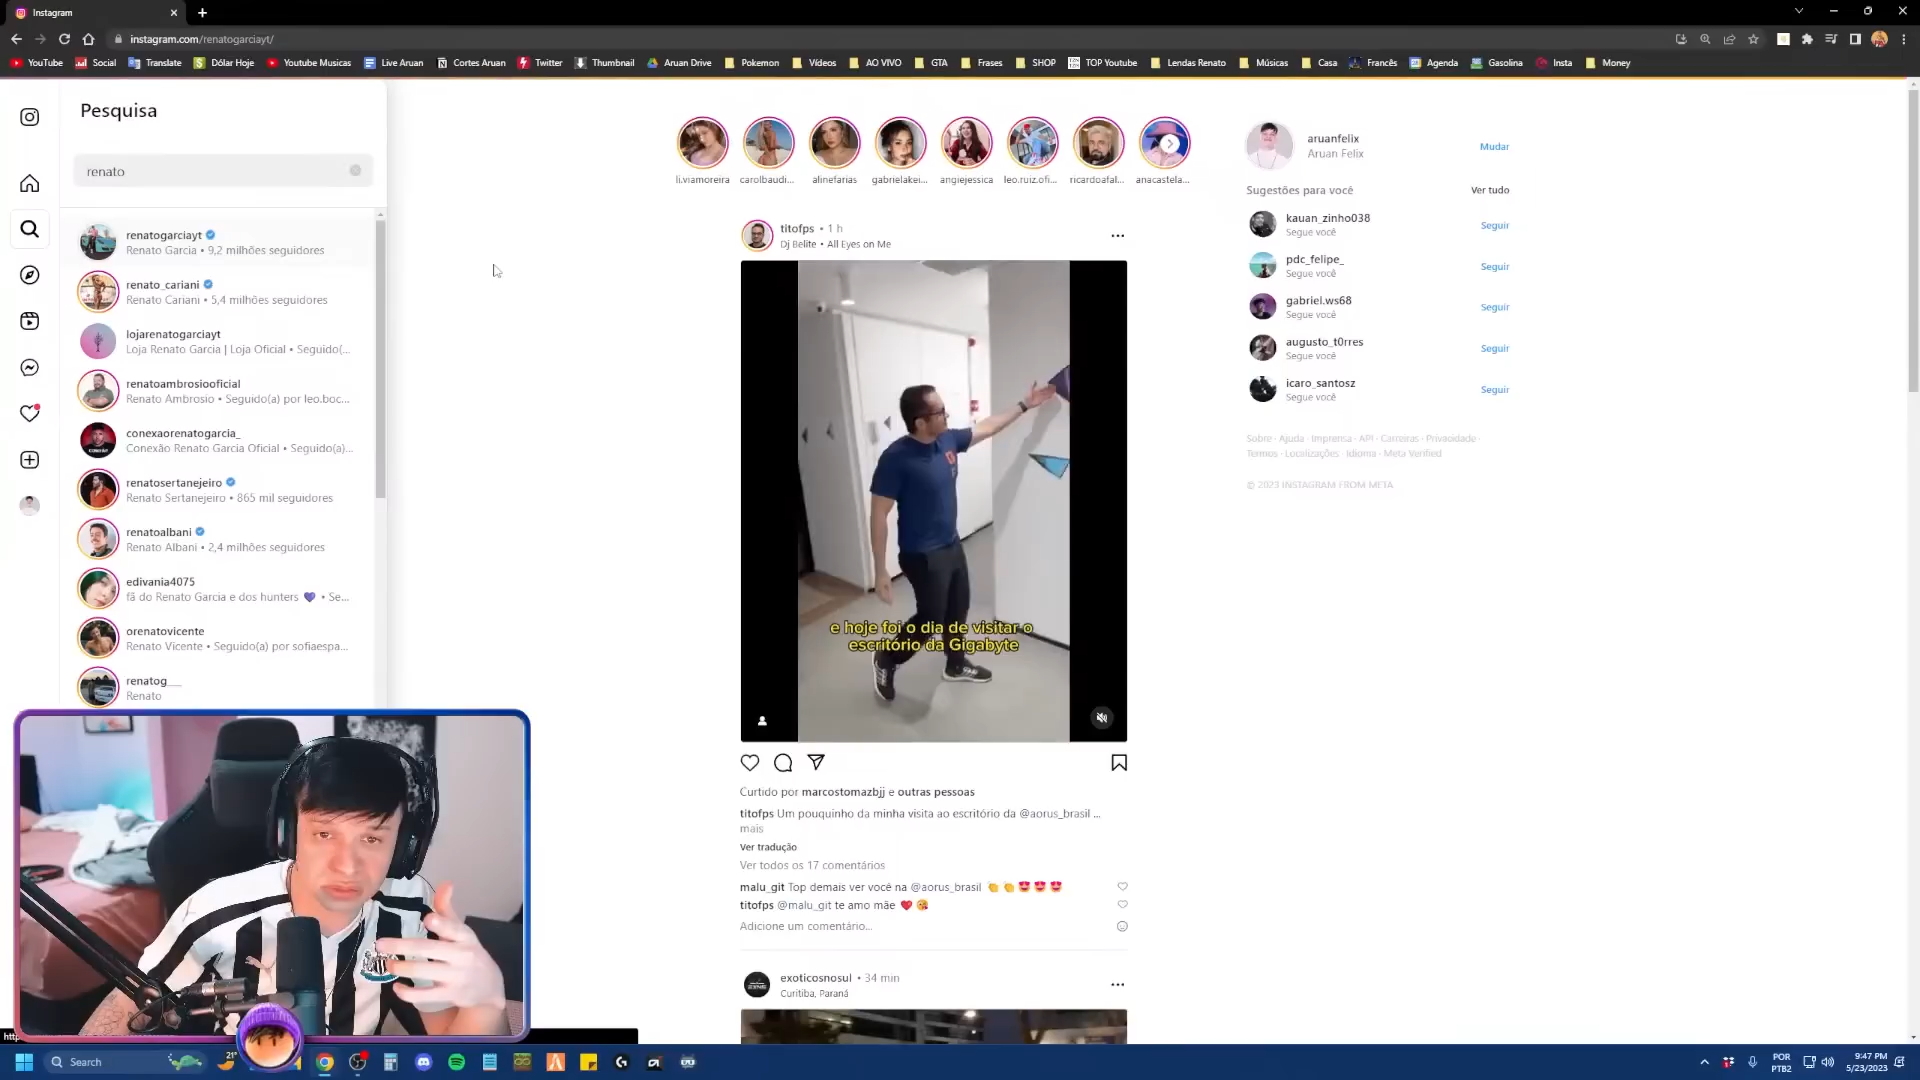 Instagram
instagram.com/renatogarciayt/
YouTube
Social
Translate
Dólar Hoje
Youtube Musicas
Live Aruan
Cortes Aruan
Twitter
Thumbnail
Aruan Drive
Pokemon
Vídeos
AO VIVO
GTA
Frases
SHOP
TOP Youtube
Lendas Renato
Músicas
Casa
Francês
Agenda
Gasolina
Insta
Money
Pesquisa
renato
renatogarciayt
Renato Garcia • 9,2 milhões seguidores
renato_cariani
Renato Cariani • 5,4 milhões seguidores
lojarenatogarciayt
Loja Renato Garcia | Loja Oficial • Seguido(...
renatoambrosiooficial
Renato Ambrosio • Seguido(a) por leo.boc...
conexaorenatogarcia_
Conexão Renato Garcia Oficial • Seguido(a)...
renatosertanejeiro
Renato Sertanejeiro • 865 mil seguidores
renatoalbani
Renato Albani • 2,4 milhões seguidores
edivania4075
fã do Renato Garcia e dos hunters 💜 • Se...
orenatovicente
Renato Vicente • Seguido(a) por sofiaespa...
renatog___
Renato
li.viamoreira
carolbaudi...
alinefarias
gabrielakei...
angiejessica
leo.ruiz.ofi...
ricardoafal...
anacastela...
titofps • 1 h
Dj Belite • All Eyes on Me
e hoje foi o dia de visitar o
escritório da Gigabyte
Curtido por marcostomazbjj e outras pessoas
titofps Um pouquinho da minha visita ao escritório da @aorus_brasil ...
mais
Ver tradução
Ver todos os 17 comentários
malu_git Top demais ver você na @aorus_brasil 👏 👏 😍 😍 😍
titofps @malu_git te amo mãe ❤️ 😘
Adicione um comentário...
exoticosnosul • 34 min
Curitiba, Paraná
aruanfelix
Aruan Felix
Mudar
Sugestões para você
Ver tudo
kauan_zinho038
Segue você
Seguir
pdc_felipe_
Segue você
Seguir
gabriel.ws68
Segue você
Seguir
augusto_t0rres
Segue você
Seguir
icaro_santosz
Segue você
Seguir
Sobre · Ajuda · Imprensa · API · Carreiras · Privacidade ·
Termos · Localizações · Idioma · Meta Verified
© 2023 INSTAGRAM FROM META
Search
21°
POR
PTB2
9:47 PM
5/23/2023